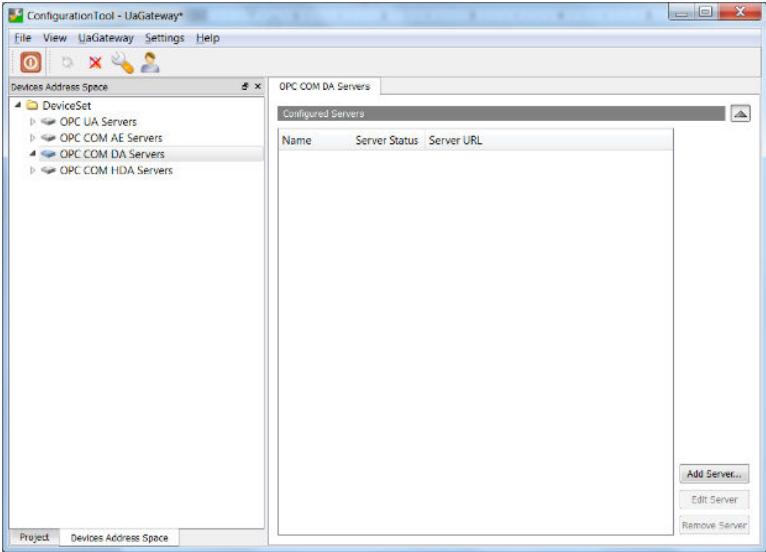 ConfigurationTool - UaGateway*
File View UaGateway Settings Help
Devices Address Space
DeviceSet
OPC UA Servers
OPC COM AE Servers
OPC COM DA Servers
OPC COM HDA Servers
Project Devices Address Space
OPC COM DA Servers
Configured Servers
Name Server Status Server URL
Add Server...
Edit Server
Remove Server